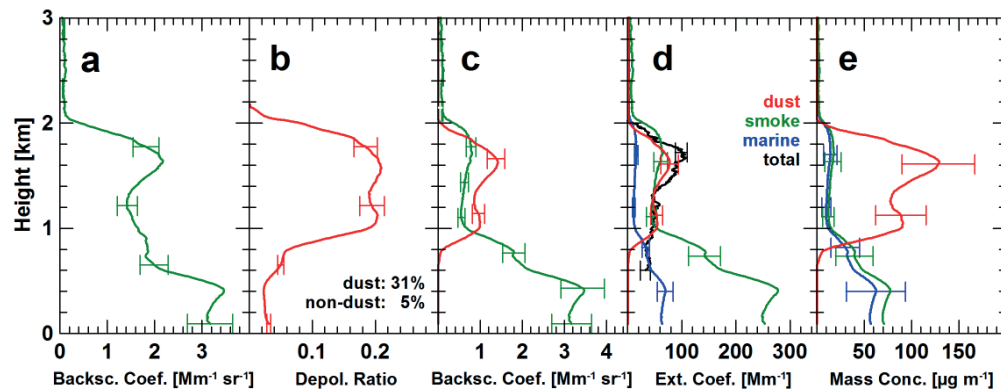 a b c d e
dust
smoke
marine
total
dust: 31%
non-dust: 5%
Height [km]
3
2
1
0
0 1 2 3
0.1 0.2
1 2 3 4
100 200
50 100 150
Backsc. Coef. [Mm⁻¹ sr⁻¹]
Depol. Ratio
Backsc. Coef. [Mm⁻¹ sr⁻¹]
Ext. Coef. [Mm⁻¹]
Mass Conc. [µg m⁻¹]